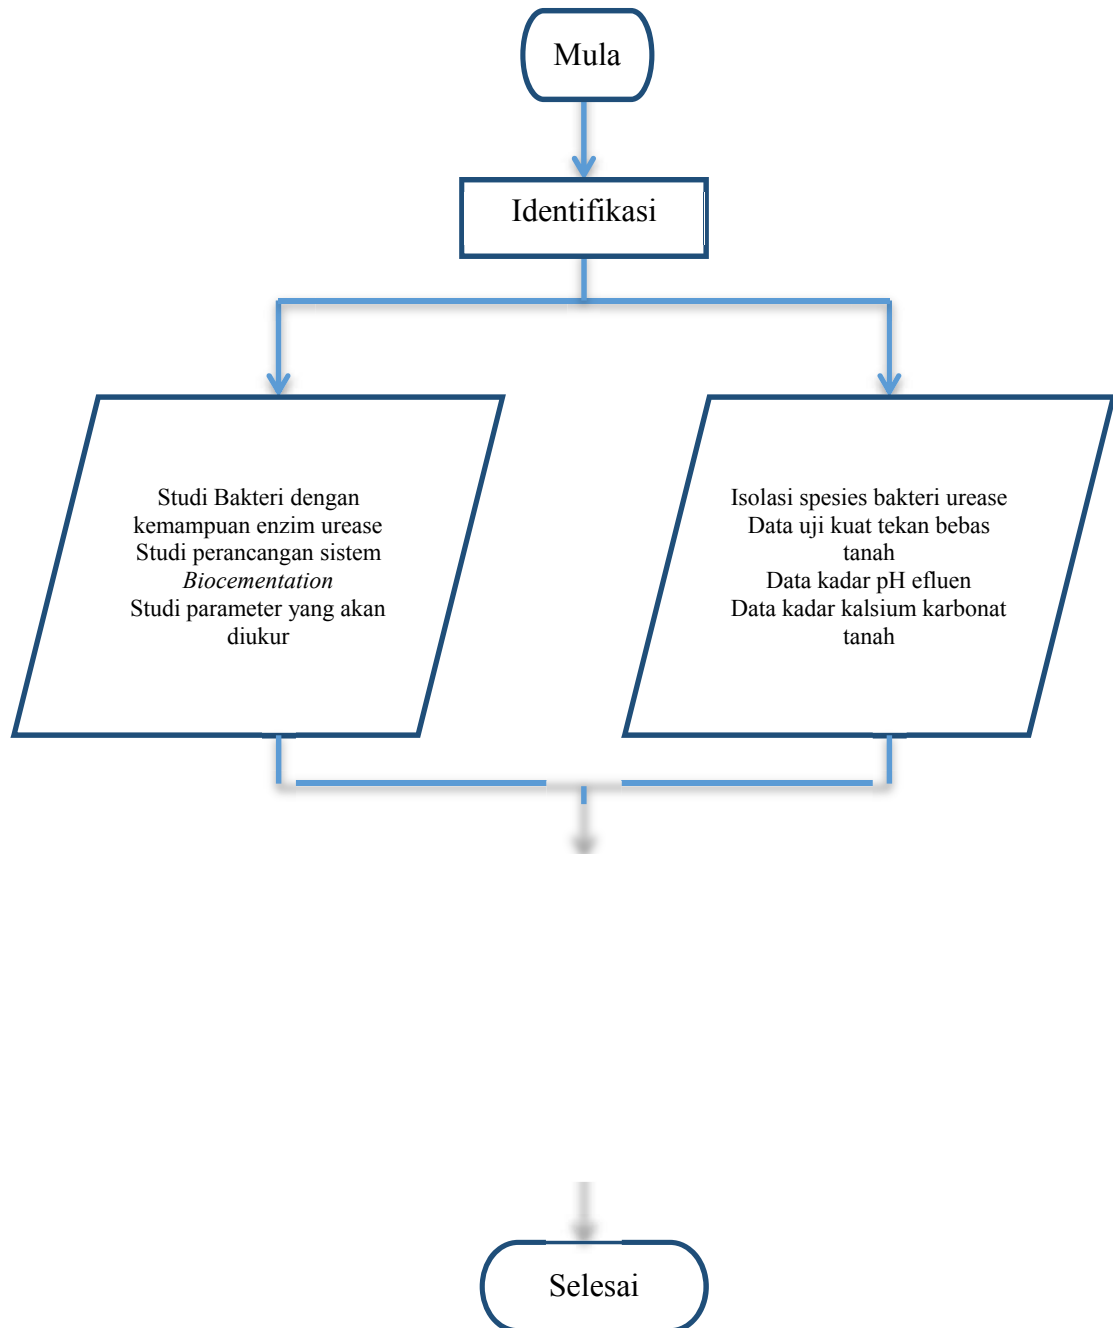 Mula
Identifikasi
Studi Bakteri dengan
kemampuan enzim urease
Studi perancangan sistem
Biocementation
Studi parameter yang akan
diukur
Isolasi spesies bakteri urease
Data uji kuat tekan bebas
tanah
Data kadar pH efluen
Data kadar kalsium karbonat
tanah
Selesai